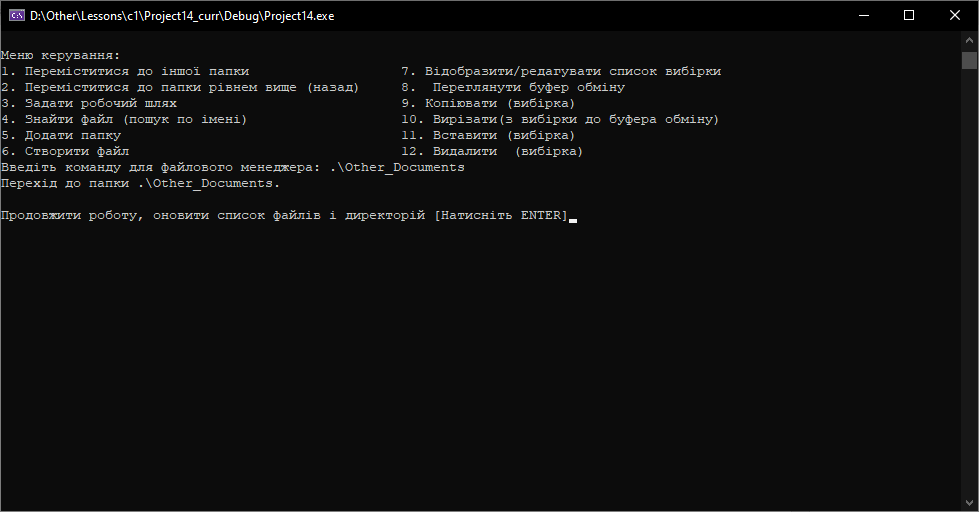 D:\Other\Lessons\c1\Project14_curr\Debug\Project14.exe
Меню керування:
1. Переміститися до іншої папки 7. Відобразити/редагувати список вибірки
2. Переміститися до папки рівнем вище (назад) 8.  Переглянути буфер обміну
3. Задати робочий шлях 9. Копіювати (вибірка)
4. Знайти файл (пошук по імені) 10. Вирізати(з вибірки до буфера обміну)
5. Додати папку 11. Вставити (вибірка)
6. Створити файл 12. Видалити  (вибірка)
Введіть команду для файлового менеджера: .\Other_Documents
Перехід до папки .\Other_Documents.
Продовжити роботу, оновити список файлів і директорій [Натисніть ENTER]